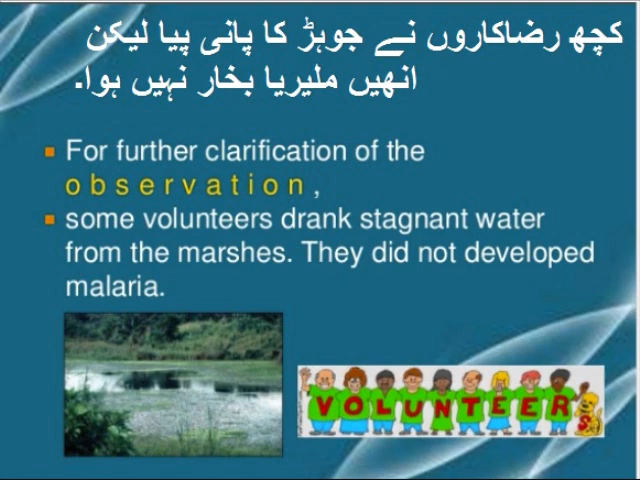 کچھ رضاکاروں نے جوہڑ کا پانی پیا لیکن
انھیں ملیریا بخار نہیں ہوا۔
For further clarification of the
observation,
some volunteers drank stagnant water
from the marshes. They did not developed
malaria.
VOLUNTEERS